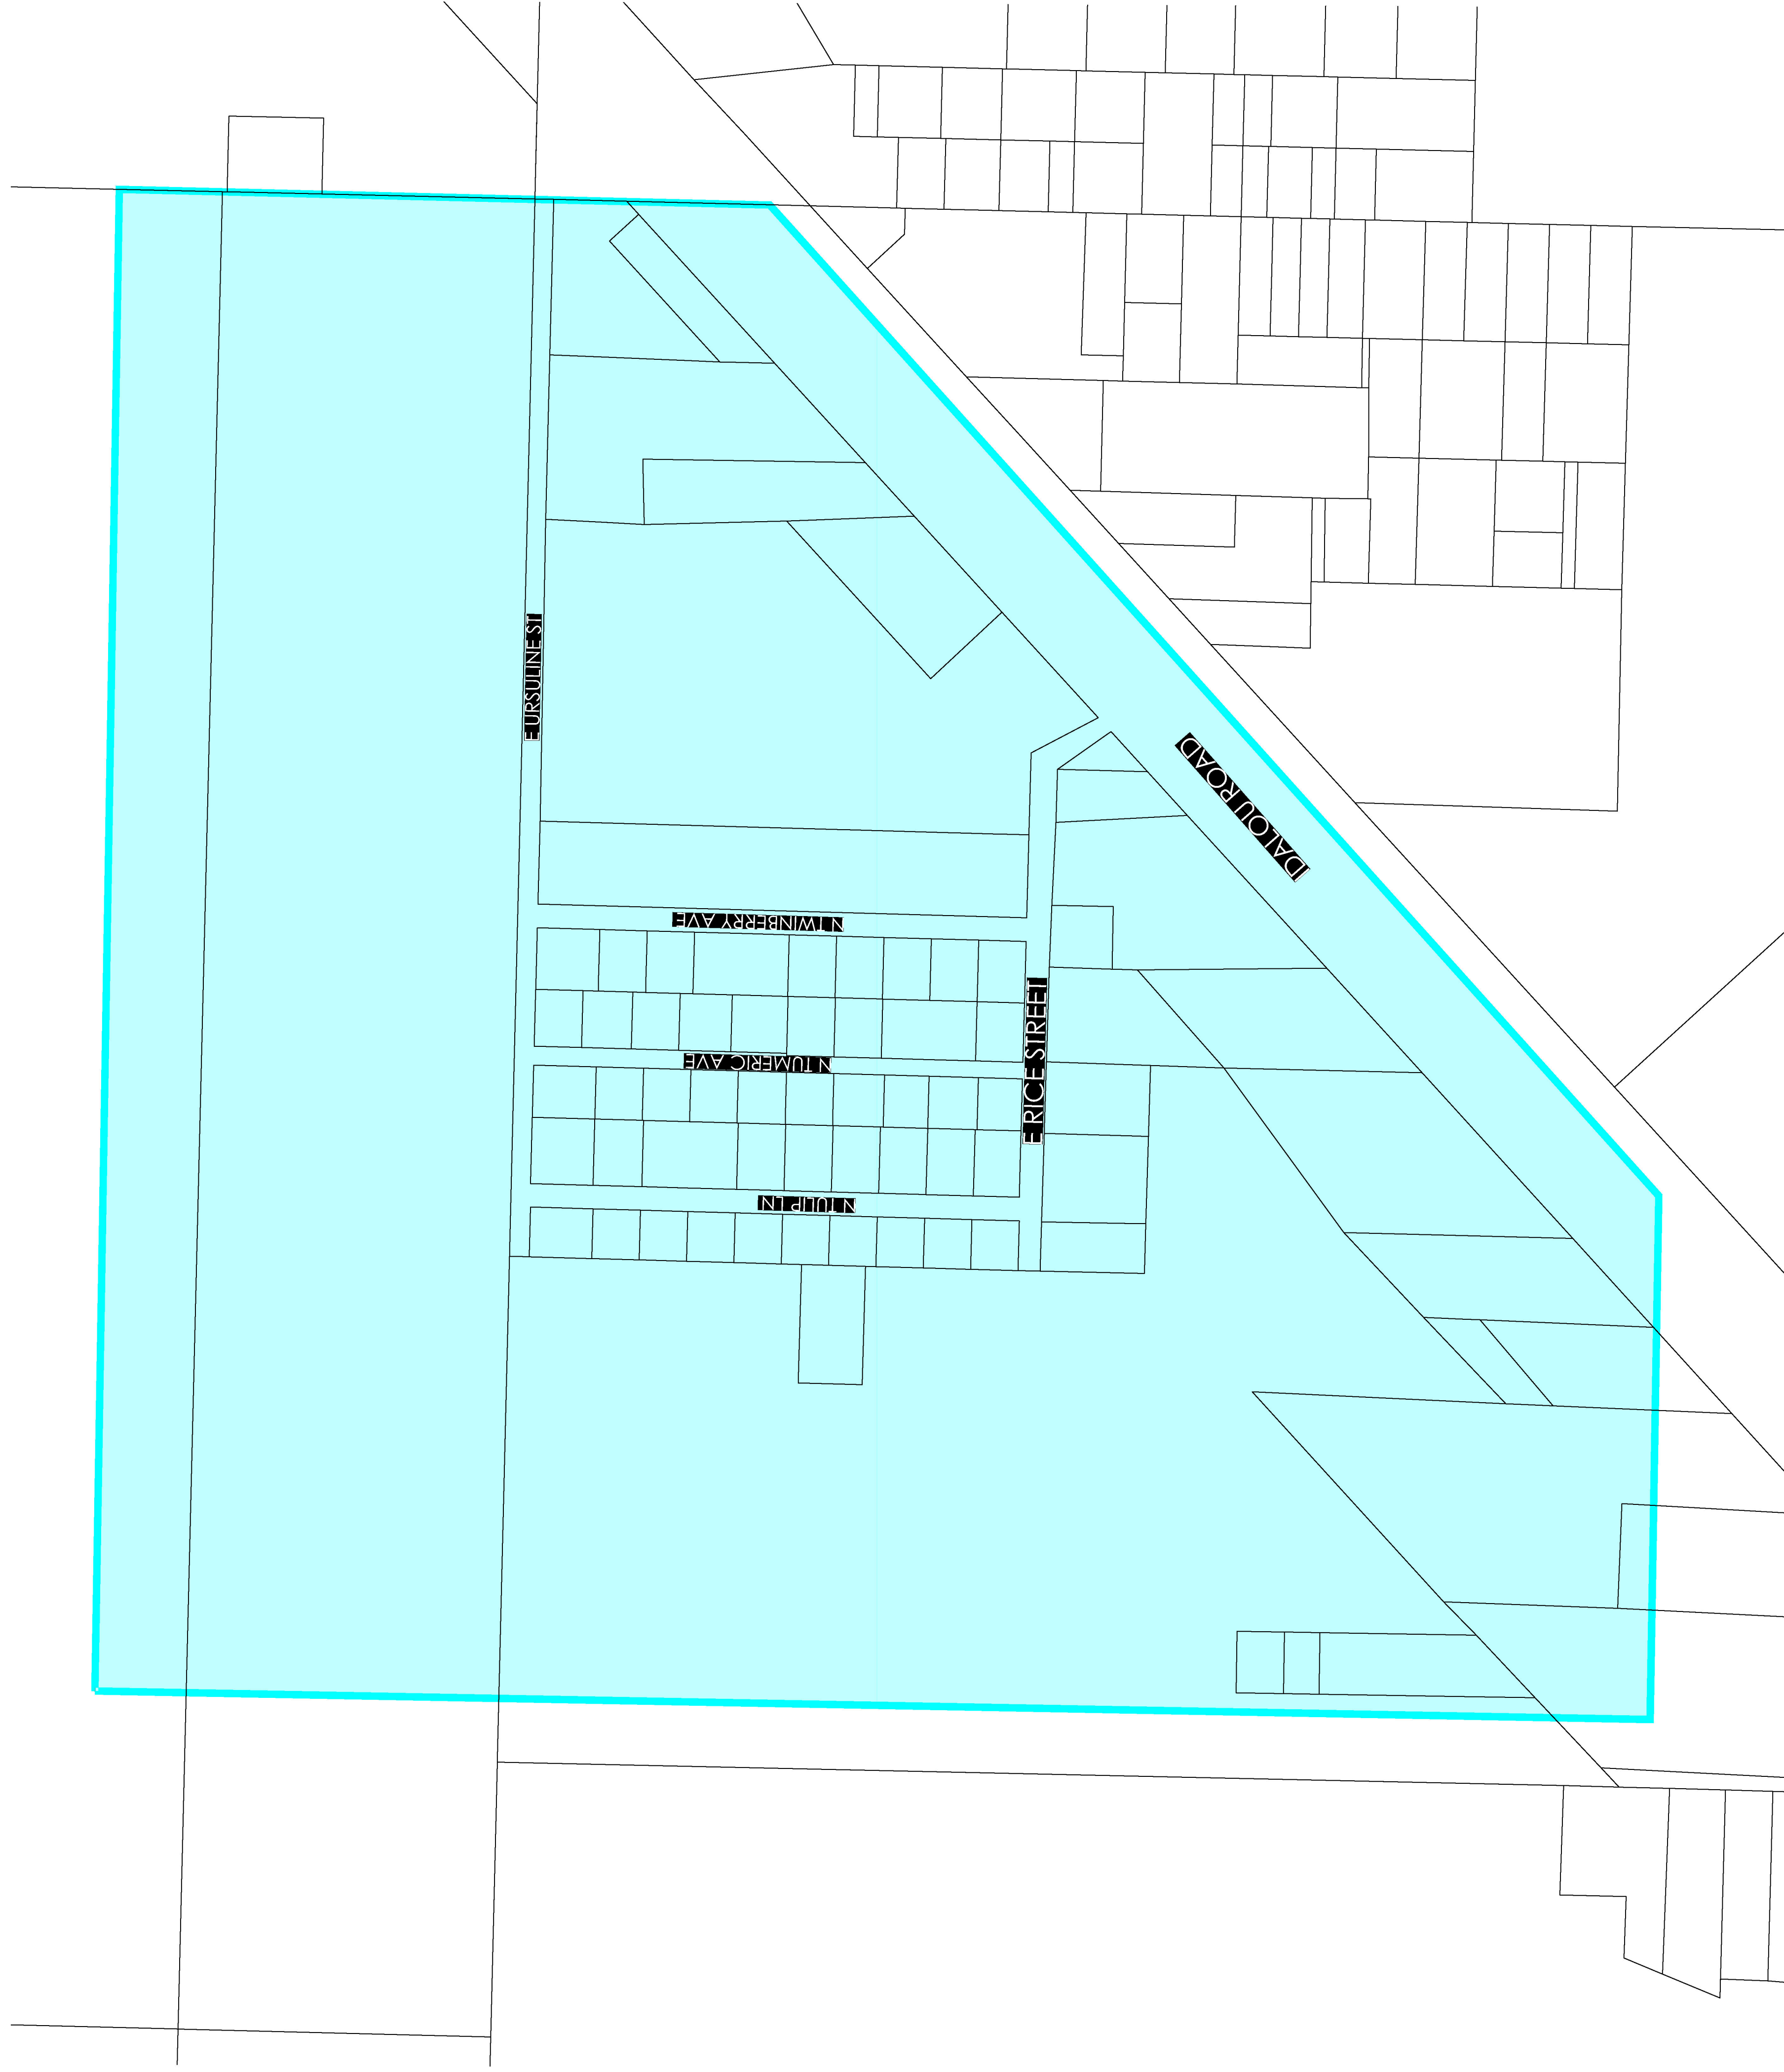 E URSULINE ST
DALOU ROAD
N TWINBERRY AVE
E RICE STREET
N TUMERIC AVE
N TULIP LN